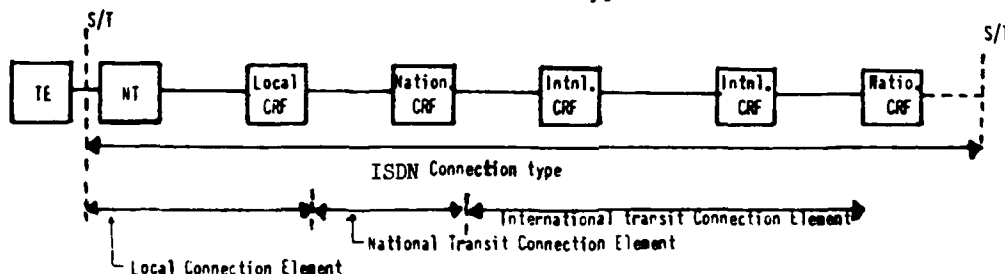 S/T
S/T
TE
NT
Local CRF
Nation. CRF
Intnl. CRF
Intnl. CRF
Natio. CRF
ISDN Connection type
International transit Connection Element
National Transit Connection Element
Local Connection Element